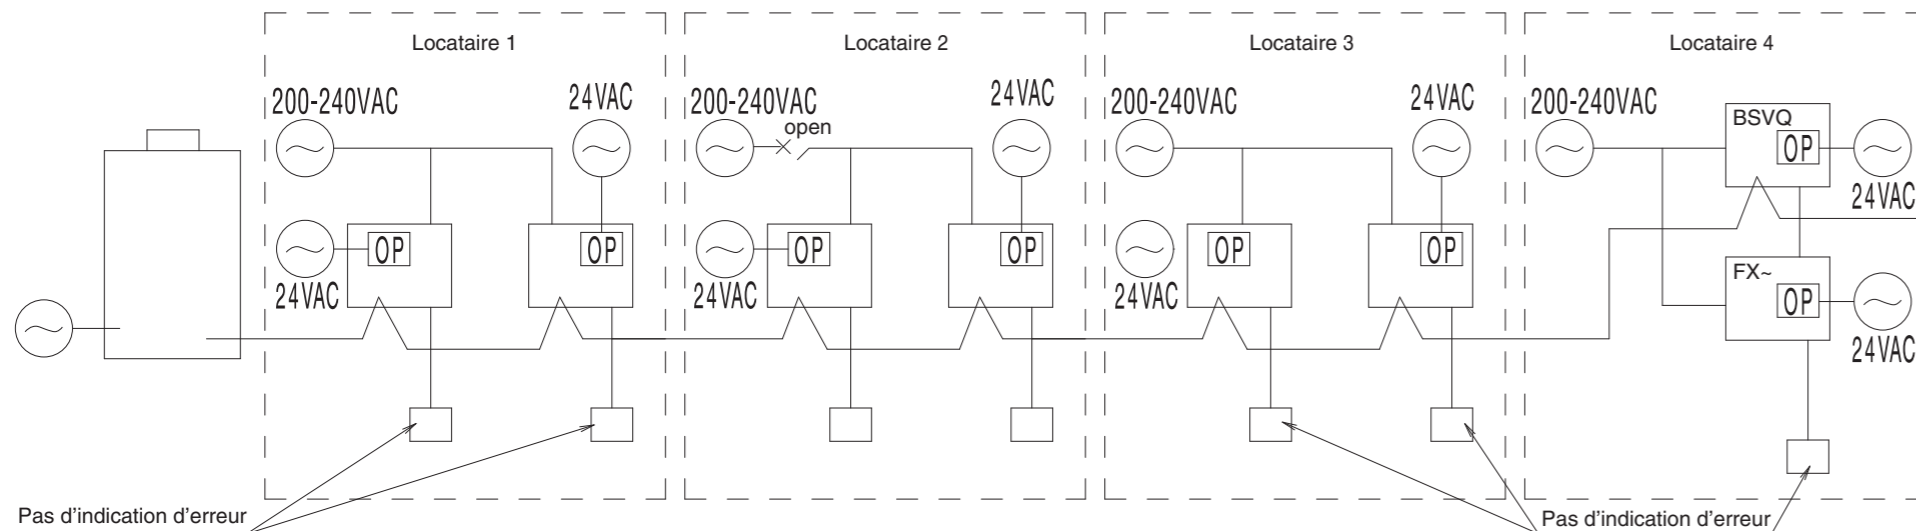 Locataire 1
Locataire 2
Locataire 3
Locataire 4
200-240VAC
24VAC
200-240VAC
open
24VAC
200-240VAC
24VAC
200-240VAC
BSVQ
OP
24VAC
OP
24VAC
OP
OP
24VAC
OP
OP
24VAC
OP
FX~
OP
24VAC
Pas d'indication d'erreur
Pas d'indication d'erreur
OP
24VAC